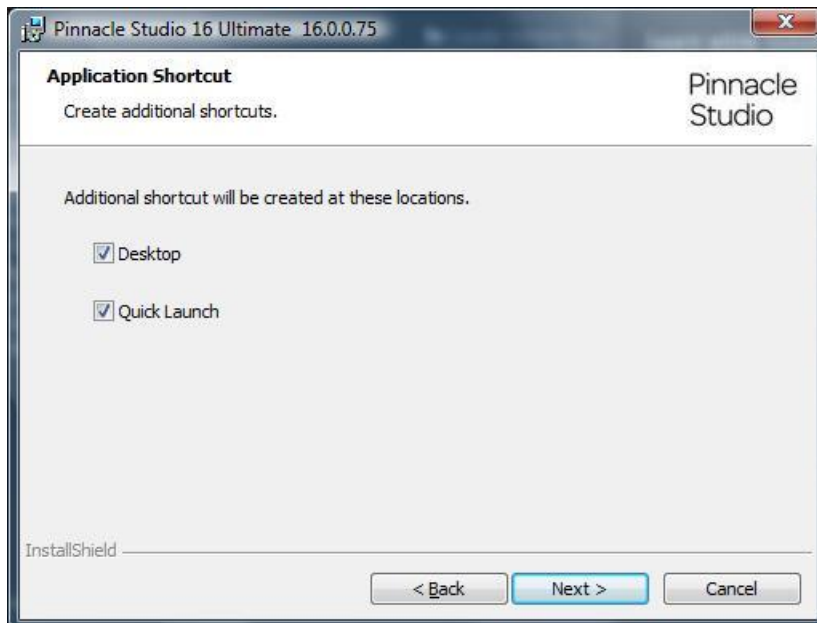 Pinnacle Studio 16 Ultimate 16.0.0.75
Application Shortcut
Create additional shortcuts.
Pinnacle
Studio
Additional shortcut will be created at these locations.
Desktop
Quick Launch
InstallShield
< Back
Next >
Cancel